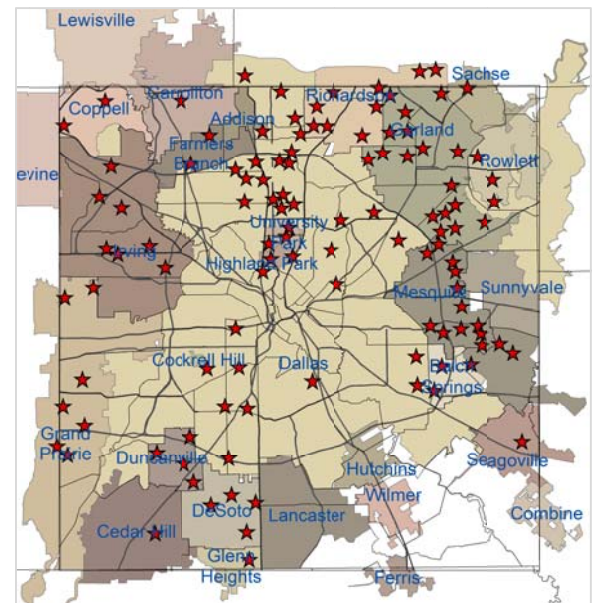 Lewisville
Sachse
Coppell
Carrollton
Richardson
Addison
Garland
Farmers
Branch
evine
Rowlett
University
Park
Irving
Highland Park
Mesquite
Sunnyvale
Cockrell Hill
Dallas
Balch
Springs
Grand
Prairie
Duncanville
Hutchins
Seagoville
Wilmer
DeSoto
Lancaster
Combine
Cedar Hill
Glenn
Heights
Ferris